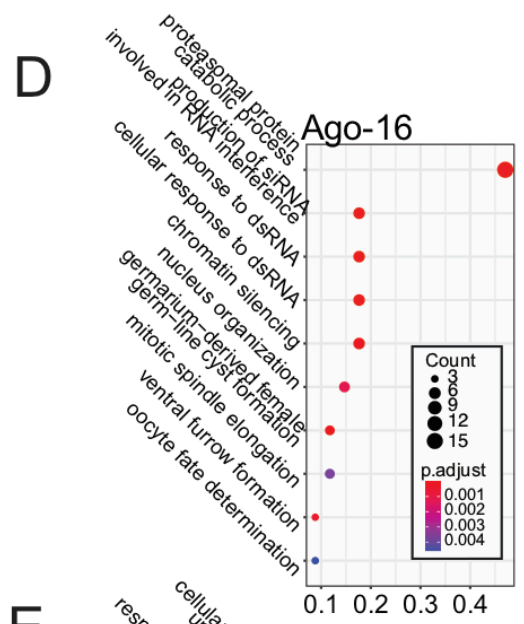 D
Ago-16
proteasomal protein
catabolic process
production of siRNA
involved in RNA interference
response to dsRNA
cellular response to dsRNA
chromatin silencing
nucleus organization
germarium–derived female
germ–line cyst formation
mitotic spindle elongation
ventral furrow formation
oocyte fate determination
Count
3
6
9
12
15
p.adjust
0.001
0.002
0.003
0.004
0.1 0.2 0.3 0.4